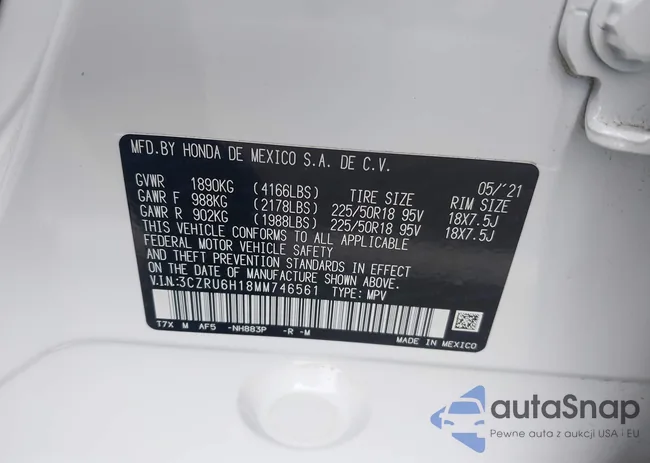 MFD.BY HONDA DE MEXICO S.A. DE C.V.
05/'21
GVWR 1890KG (4166LBS) TIRE SIZE RIM SIZE
GAWR F 988KG (2178LBS) 225/50R18 95V 18X7.5J
GAWR R 902KG (1988LBS) 225/50R18 95V 18X7.5J
THIS VEHICLE CONFORMS TO ALL APPLICABLE
FEDERAL MOTOR VEHICLE SAFETY
AND THEFT PREVENTION STANDARDS IN EFFECT
ON THE DATE OF MANUFACTURE SHOWN ABOVE.
V.I.N:3CZRU6H18MM746561 TYPE: MPV
T7X M AF5 -NH883P -R -M
MADE IN MEXICO
autaSnap
Pewne auta z aukcji USA i EU